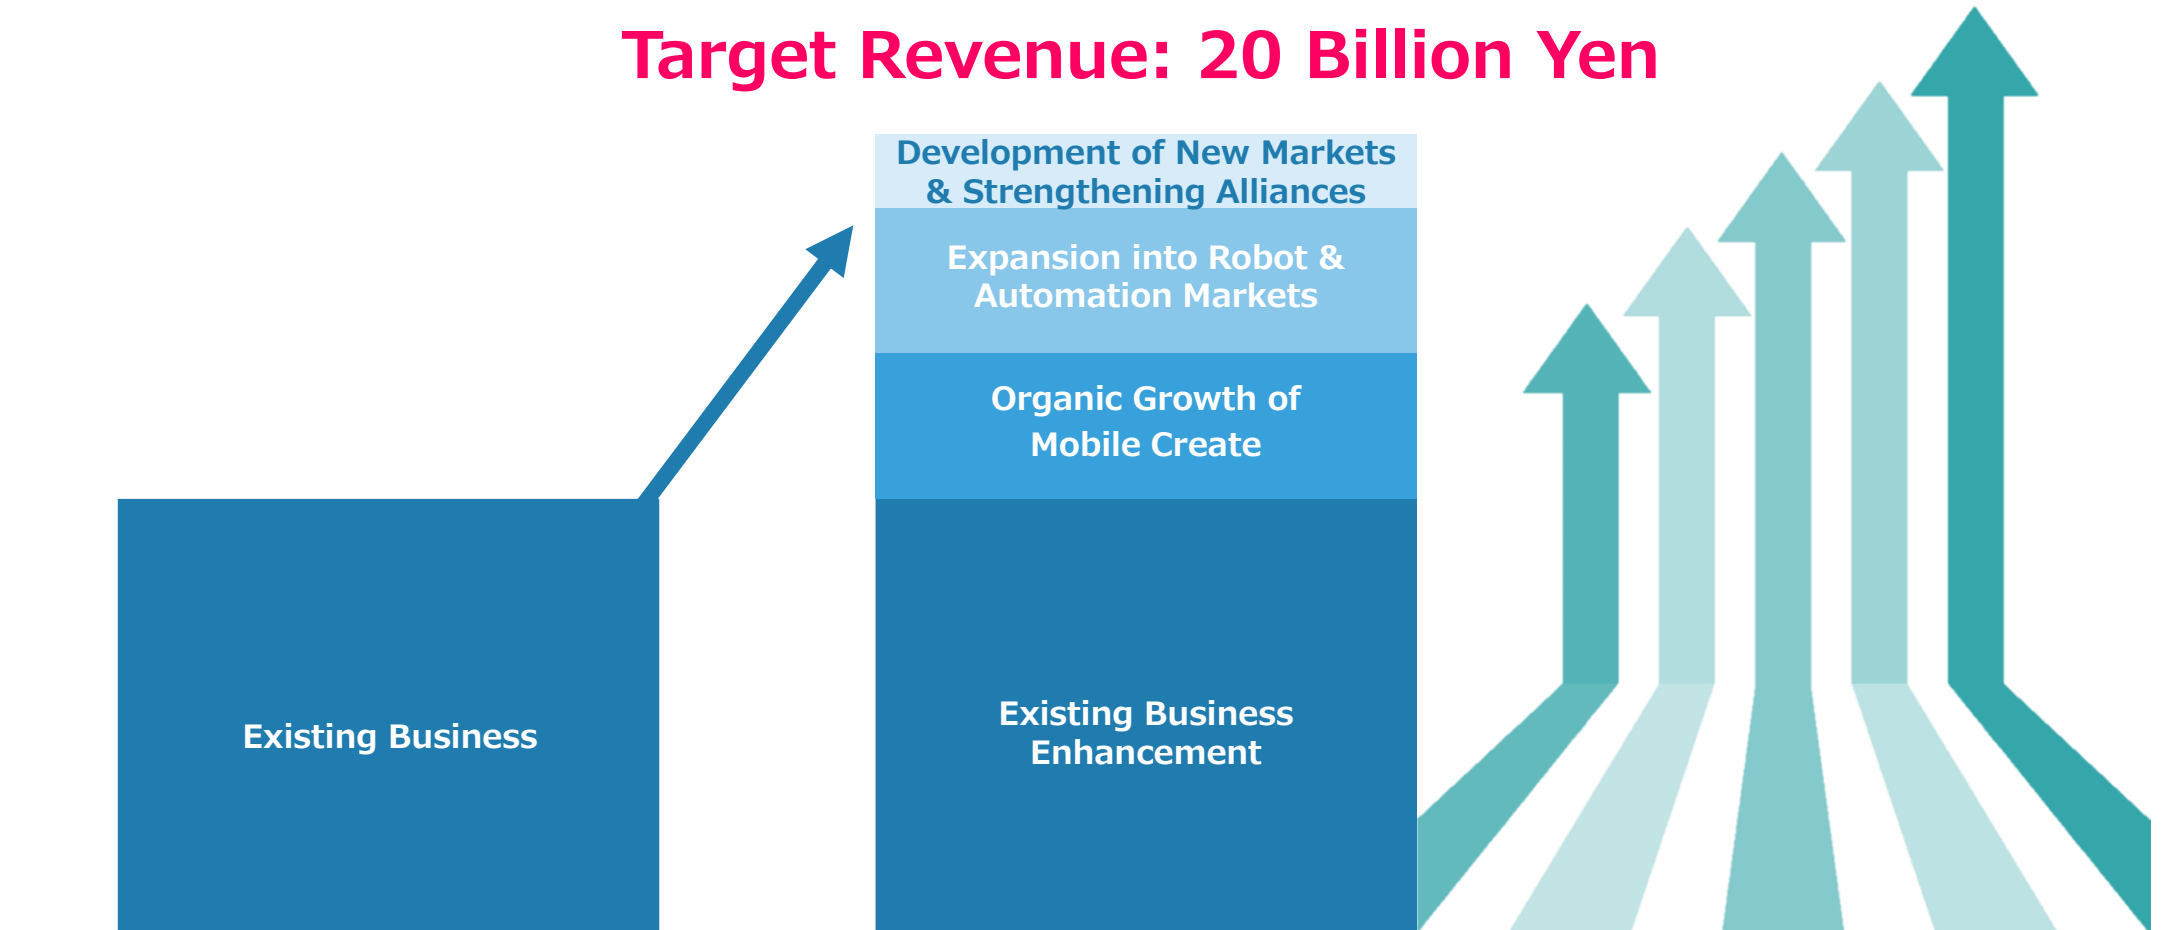 Target Revenue: 20 Billion Yen
Development of New Markets
& Strengthening Alliances
Expansion into Robot &
Automation Markets
Organic Growth of
Mobile Create
Existing Business
Enhancement
Existing Business